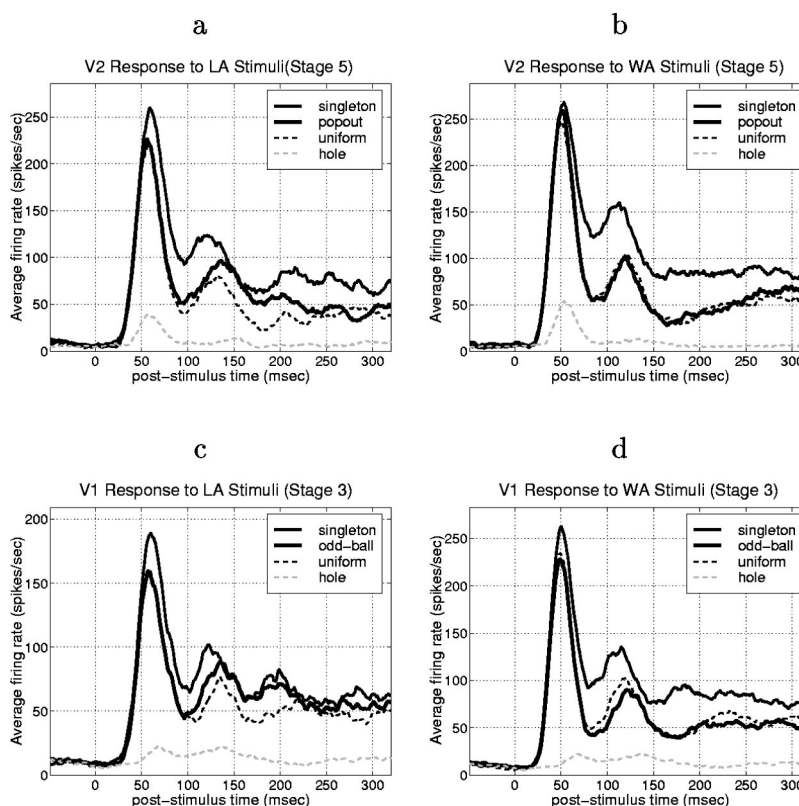 a
V2 Response to LA Stimuli(Stage 5)
Average firing rate (spikes/sec)
250
200
150
100
50
0
singleton
popout
uniform
hole
0 50 100 150 200 250 300
post-stimulus time (msec)
b
V2 Response to WA Stimuli (Stage 5)
Average firing rate (spikes/sec)
250
200
150
100
50
0
singleton
popout
uniform
hole
0 50 100 150 200 250 300
post-stimulus time (msec)
c
V1 Response to LA Stimuli (Stage 3)
Average firing rate (spikes/sec)
200
150
100
50
0
singleton
odd-ball
uniform
hole
0 50 100 150 200 250 300
post-stimulus time (msec)
d
V1 Response to WA Stimuli (Stage 3)
Average firing rate (spikes/sec)
250
200
150
100
50
0
singleton
odd-ball
uniform
hole
0 50 100 150 200 250 300
post-stimulus time (msec)